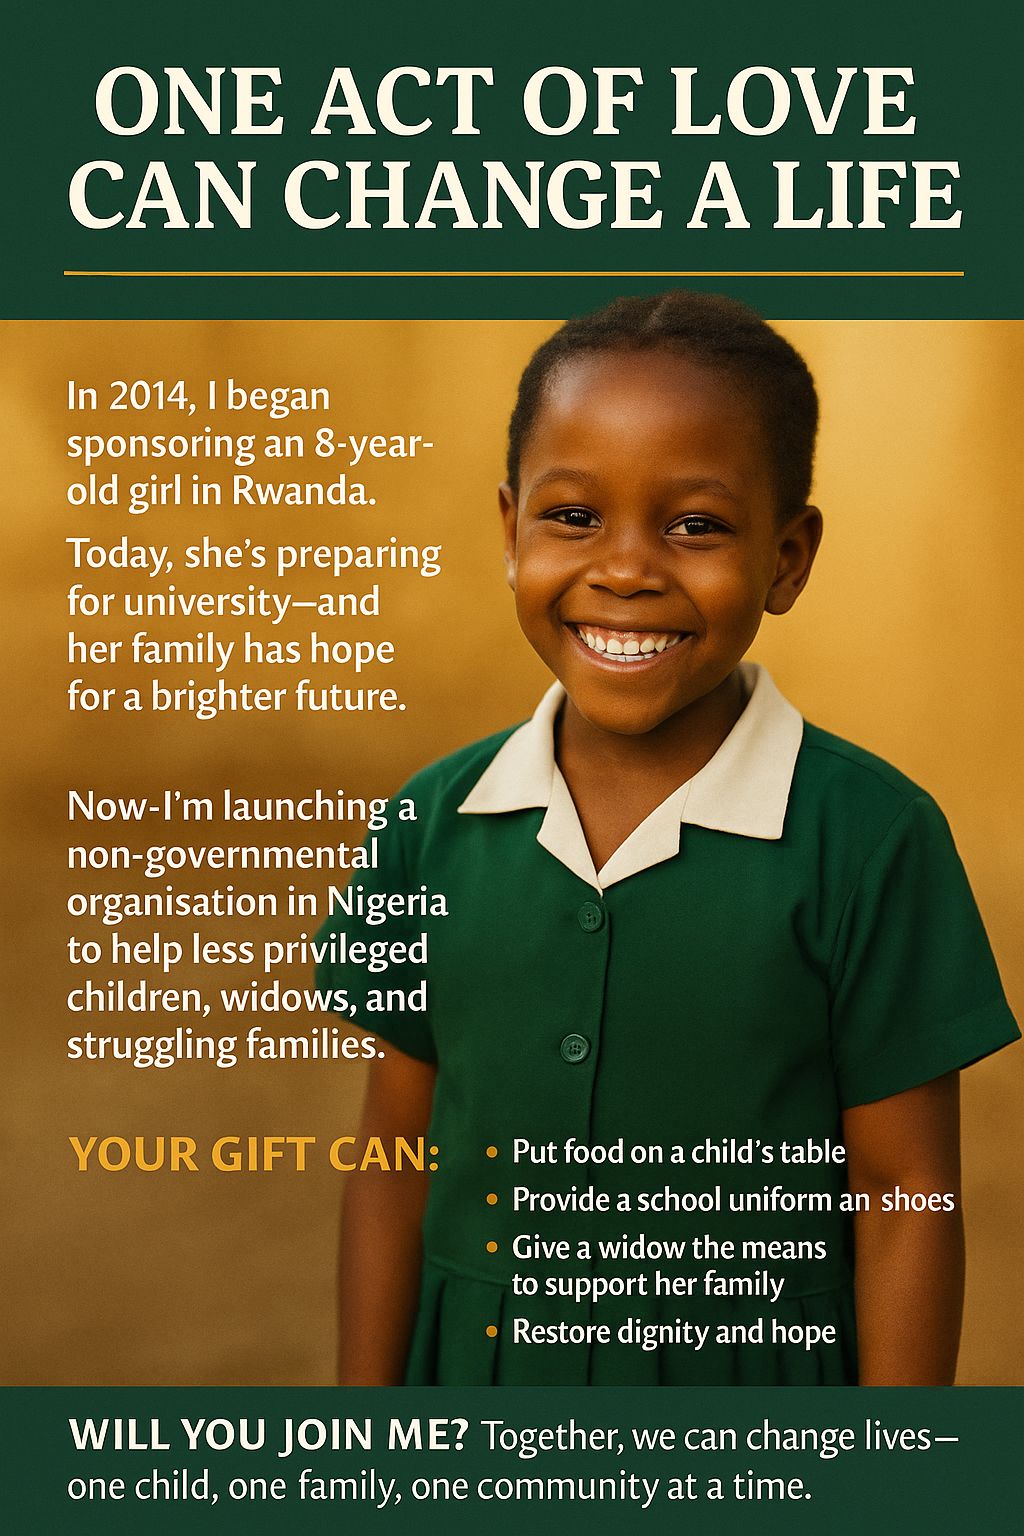 ONE ACT OF LOVE
CAN CHANGE A LIFE
In 2014, I began
sponsoring an 8-year-
old girl in Rwanda.
Today, she's preparing
for university—and
her family has hope
for a brighter future.
Now-I'm launching a
non-governmental
organisation in Nigeria
to help less privileged
children, widows, and
struggling families.
YOUR GIFT CAN:
• Put food on a child's table
• Provide a school uniform an shoes
• Give a widow the means
to support her family
• Restore dignity and hope
WILL YOU JOIN ME? Together, we can change lives—
one child, one family, one community at a time.